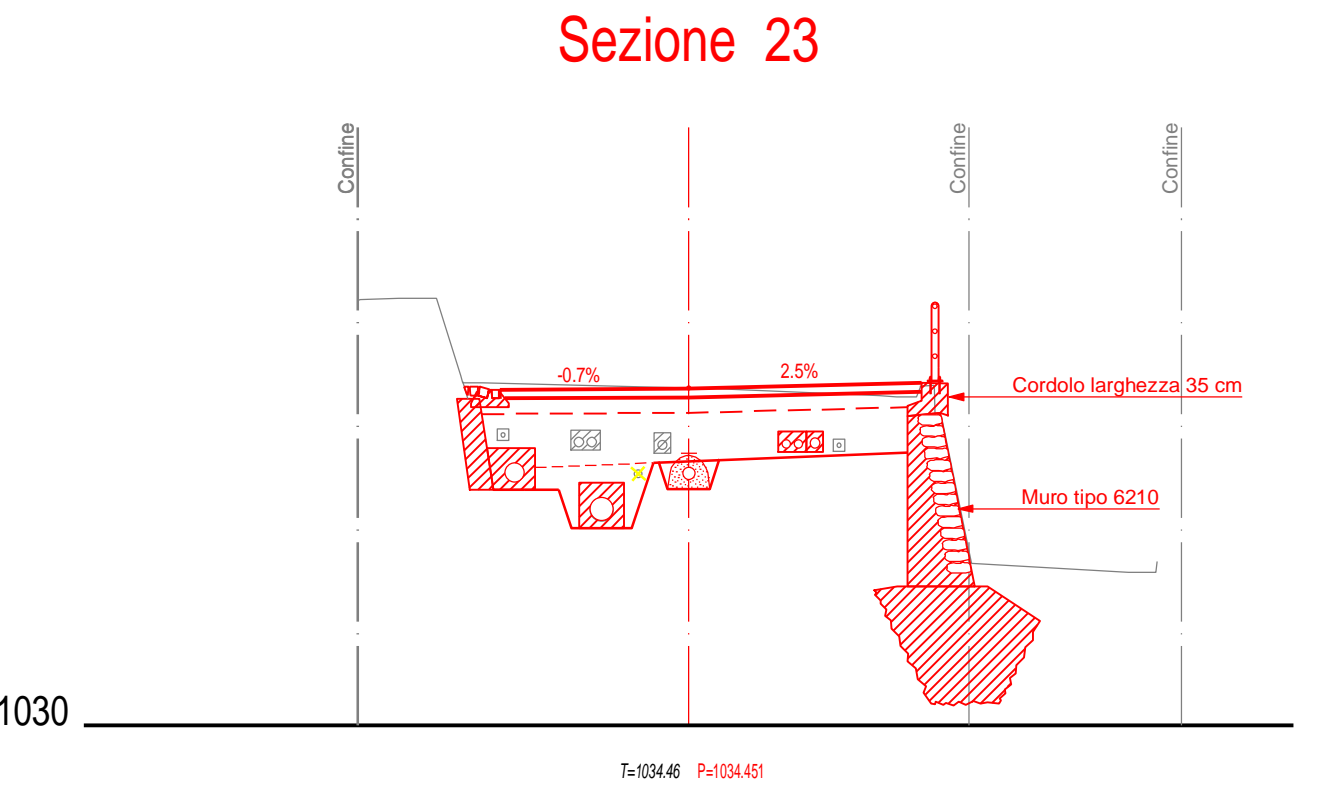 Sezione 23
Confine
Confine
Confine
-0.7%
2.5%
Cordolo larghezza 35 cm
Muro tipo 6210
1030
T=1034.46 P=1034.451